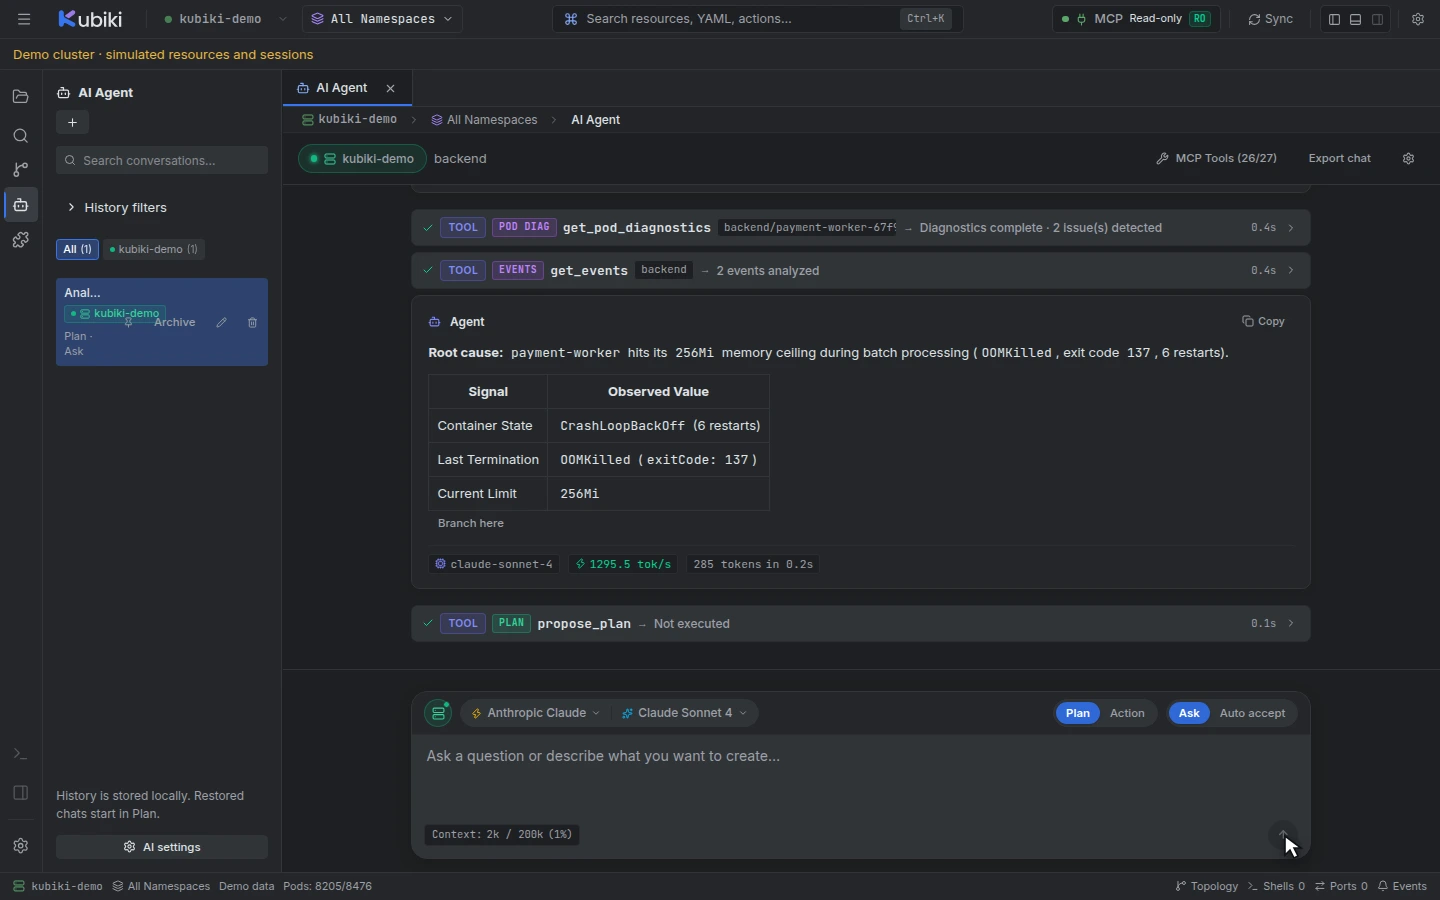 Kubiki
kubiki-demo
All Namespaces
Search resources, YAML, actions...
Ctrl+K
MCP Read-only RO
Sync
Demo cluster · simulated resources and sessions
AI Agent
+
Search conversations...
History filters
All (1)
kubiki-demo (1)
Anal...
kubiki-demo
Archive
Plan ·
Ask
History is stored locally. Restored
chats start in Plan.
AI settings
AI Agent
kubiki-demo > All Namespaces > AI Agent
kubiki-demo backend
MCP Tools (26/27)
Export chat
TOOL POD DIAG get_pod_diagnostics backend/payment-worker-67f9 → Diagnostics complete · 2 issue(s) detected 0.4s
TOOL EVENTS get_events backend → 2 events analyzed 0.4s
Agent
Copy
Root cause: payment-worker hits its 256Mi memory ceiling during batch processing (OOMKilled, exit code 137, 6 restarts).
Signal Observed Value
Container State CrashLoopBackOff (6 restarts)
Last Termination OOMKilled (exitCode: 137)
Current Limit 256Mi
Branch here
claude-sonnet-4 1295.5 tok/s 285 tokens in 0.2s
TOOL PLAN propose_plan → Not executed 0.1s
Anthropic Claude
Claude Sonnet 4
Plan Action
Ask Auto accept
Ask a question or describe what you want to create...
Context: 2k / 200k (1%)
kubiki-demo All Namespaces Demo data Pods: 8205/8476
Topology Shells 0 Ports 0 Events